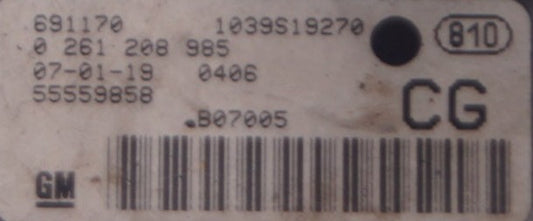 691170 1039S19270 810
0 261 208 985
07-01-19 0406
55559858 CG
.B07005
GM